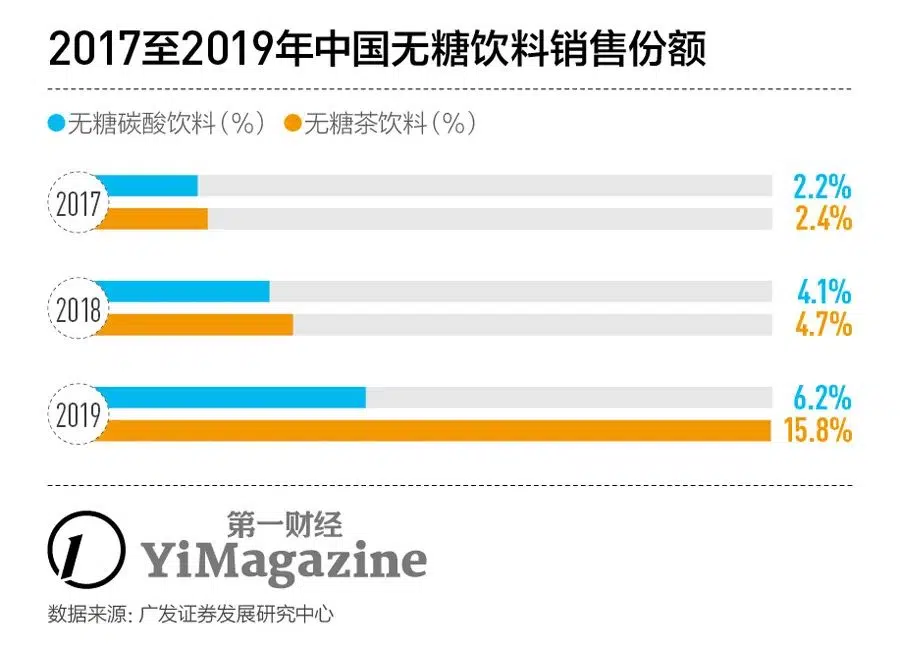 2017至2019年中国无糖饮料销售份额
无糖碳酸饮料(%) 无糖茶饮料(%)
2017
2.2%
2.4%
2018
4.1%
4.7%
2019
6.2%
15.8%
第一财经
YiMagazine
数据来源: 广发证券发展研究中心